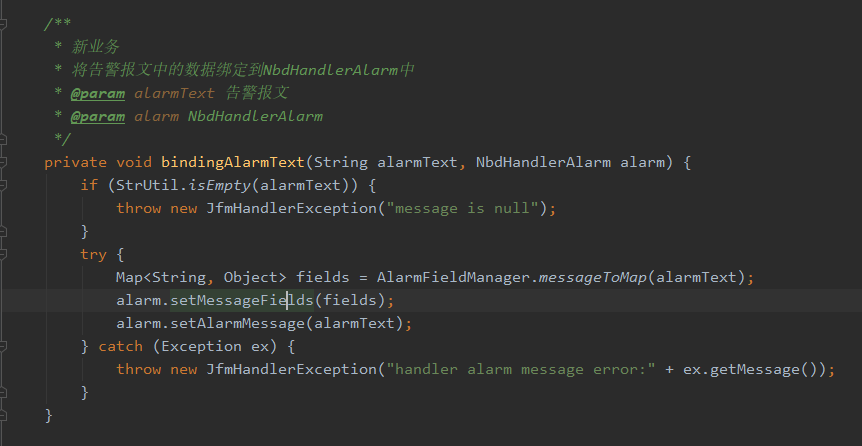 /**
 * 新业务
 * 将告警报文中的数据绑定到NbdHandlerAlarm中
 * @param alarmText 告警报文
 * @param alarm NbdHandlerAlarm
 */
private void bindingAlarmText(String alarmText, NbdHandlerAlarm alarm) {
    if (StrUtil.isEmpty(alarmText)) {
        throw new JfmHandlerException("message is null");
    }
    try {
        Map<String, Object> fields = AlarmFieldManager.messageToMap(alarmText);
        alarm.setMessageFields(fields);
        alarm.setAlarmMessage(alarmText);
    } catch (Exception ex) {
        throw new JfmHandlerException("handler alarm message error:" + ex.getMessage());
    }
}